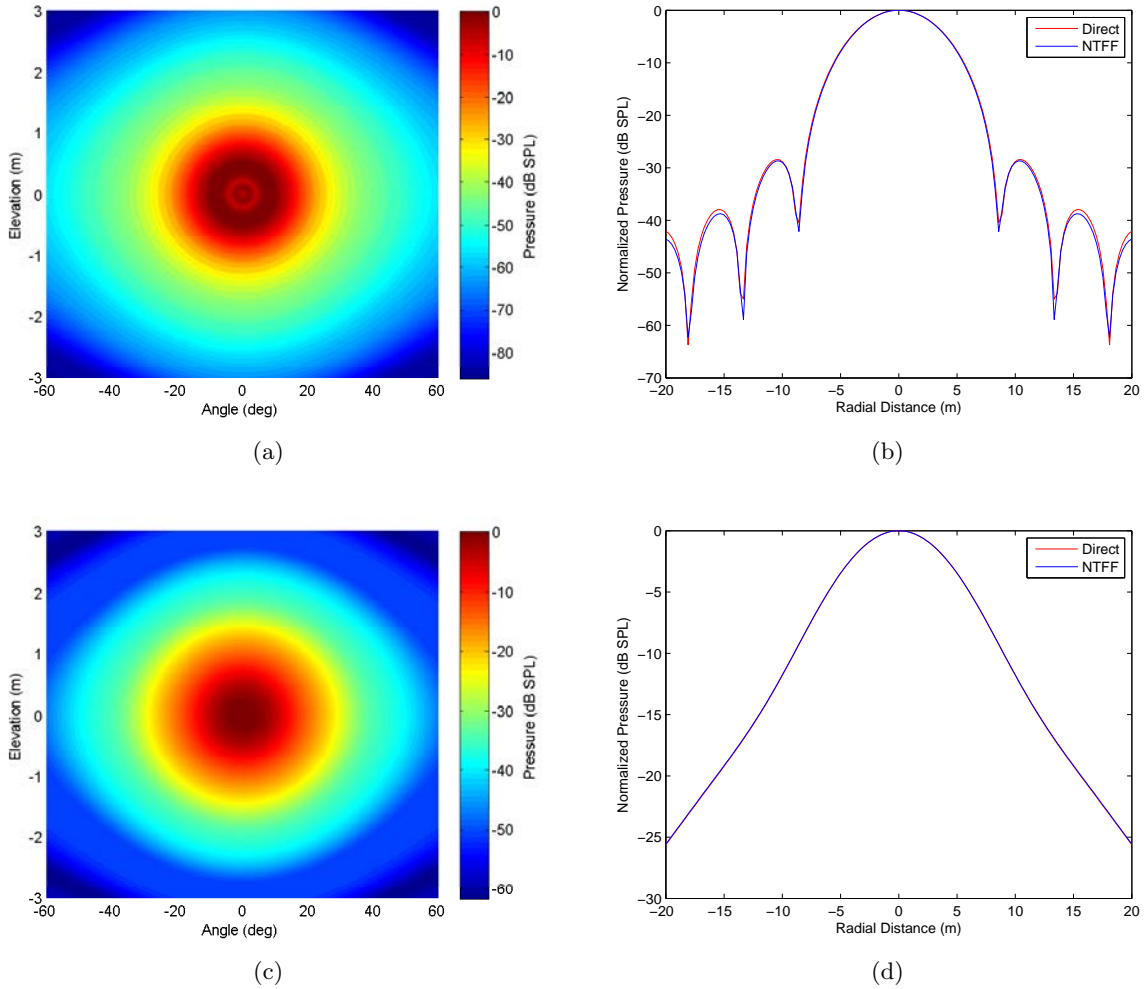 3
2
1
0
-1
-2
-3
Elevation (m)
-60 -40 -20 0 20 40 60
Angle (deg)
0
-10
-20
-30
-40
-50
-60
-70
-80
Pressure (dB SPL)
(a)
0
−10
−20
−30
−40
−50
−60
−70
Normalized Pressure (dB SPL)
Direct
NTFF
−20 −15 −10 −5 0 5 10 15 20
Radial Distance (m)
(b)
3
2
1
0
-1
-2
-3
Elevation (m)
-60 -40 -20 0 20 40 60
Angle (deg)
0
-10
-20
-30
-40
-50
-60
Pressure (dB SPL)
(c)
0
−5
−10
−15
−20
−25
−30
Normalized Pressure (dB SPL)
Direct
NTFF
−20 −15 −10 −5 0 5 10 15 20
Radial Distance (m)
(d)